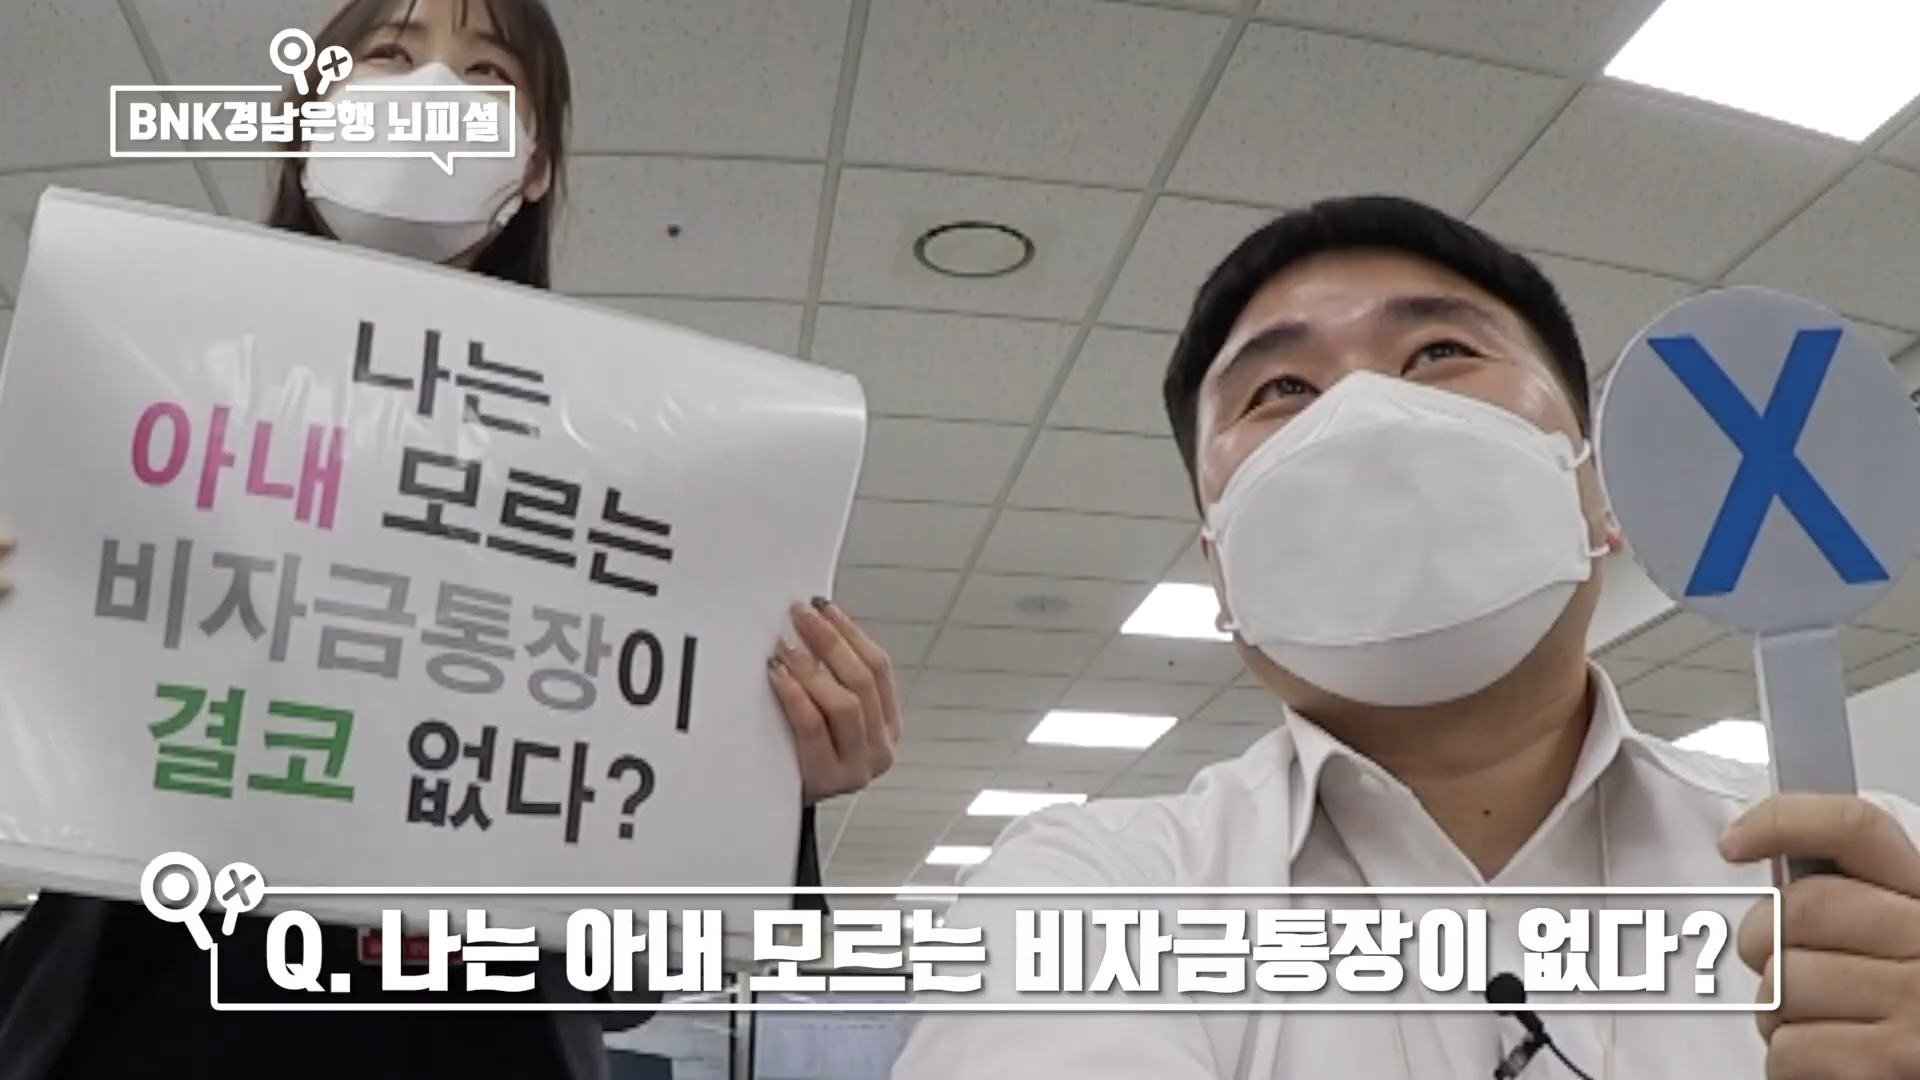 BNK경남은행 뇌피셜
나는
아내 모르는
비자금통장이
결코 없다?
X
Q. 나는 아내 모르는 비자금통장이 없다?